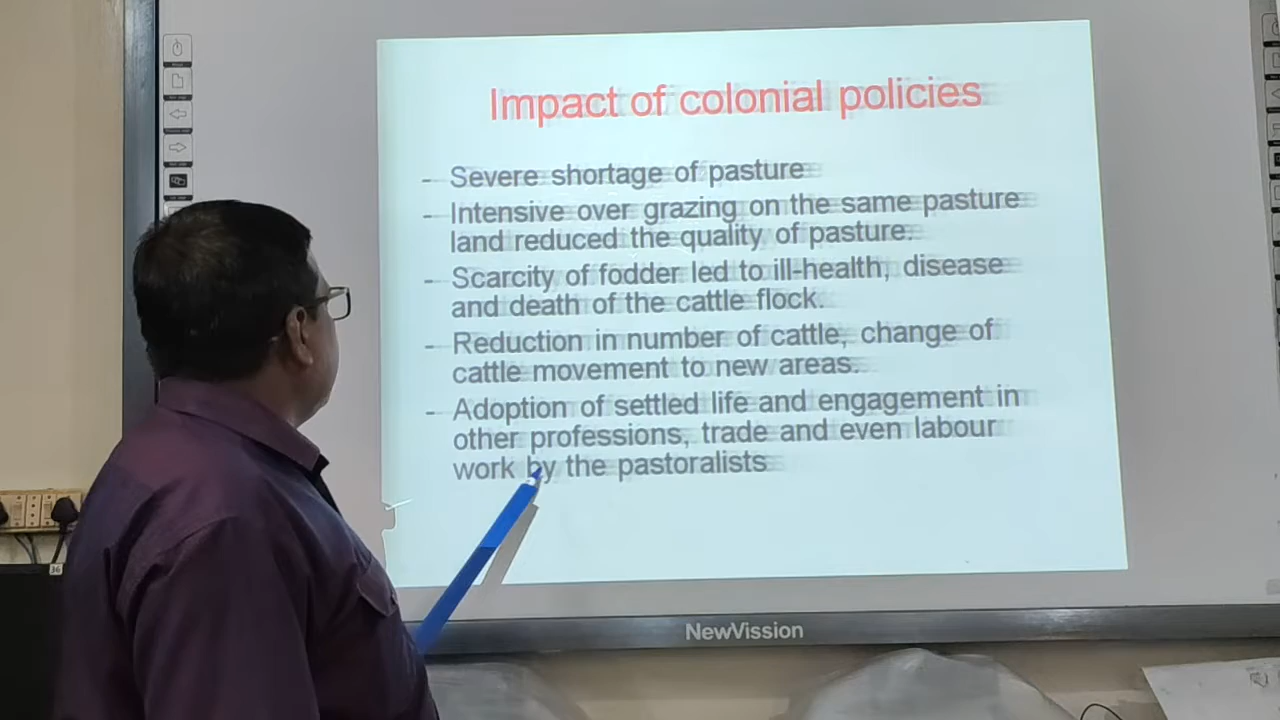 Impact of colonial policies
- Severe shortage of pasture
- Intensive over grazing on the same pasture
land reduced the quality of pasture.
- Scarcity of fodder led to ill-health, disease
and death of the cattle flock.
- Reduction in number of cattle, change of
cattle movement to new areas.
- Adoption of settled life and engagement in
other professions, trade and even labour
work by the pastoralists
36
NewVission